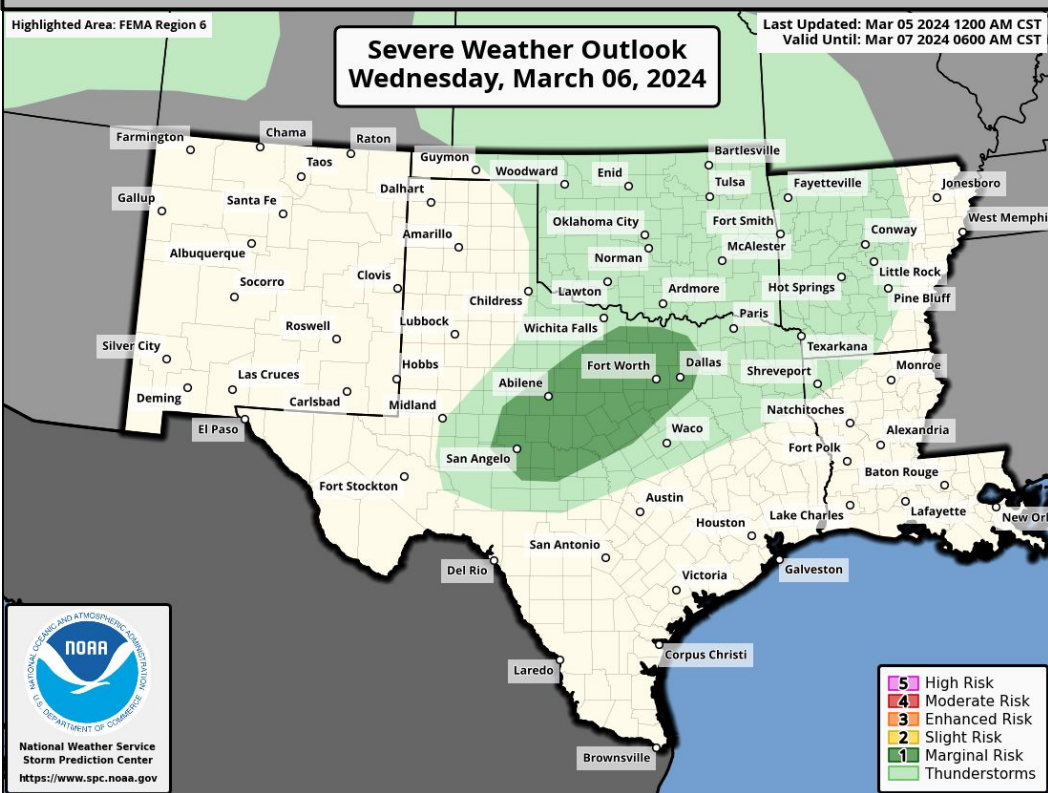 Highlighted Area: FEMA Region 6
Severe Weather Outlook
Wednesday, March 06, 2024
Last Updated: Mar 05 2024 1200 AM CST
Valid Until: Mar 07 2024 0600 AM CST
Farmington
Chama
Raton
Taos
Guymon
Woodward
Enid
Bartlesville
Tulsa
Fayetteville
Jonesboro
Gallup
Santa Fe
Dalhart
Oklahoma City
Fort Smith
Conway
West Memphi
Albuquerque
Amarillo
Norman
McAlester
Little Rock
Socorro
Clovis
Childress
Lawton
Ardmore
Hot Springs
Pine Bluff
Roswell
Lubbock
Wichita Falls
Paris
Texarkana
Silver City
Las Cruces
Hobbs
Abilene
Fort Worth
Dallas
Shreveport
Monroe
Deming
Carlsbad
Midland
Natchitoches
El Paso
Waco
Alexandria
San Angelo
Fort Polk
Fort Stockton
Baton Rouge
Austin
Houston
Lake Charles
Lafayette
New Orl
San Antonio
Del Rio
Galveston
Victoria
Corpus Christi
Laredo
Brownsville
NATIONAL OCEANIC AND ATMOSPHERIC ADMINISTRATION
NOAA
U.S. DEPARTMENT OF COMMERCE
National Weather Service
Storm Prediction Center
https://www.spc.noaa.gov
5 High Risk
4 Moderate Risk
3 Enhanced Risk
2 Slight Risk
1 Marginal Risk
Thunderstorms